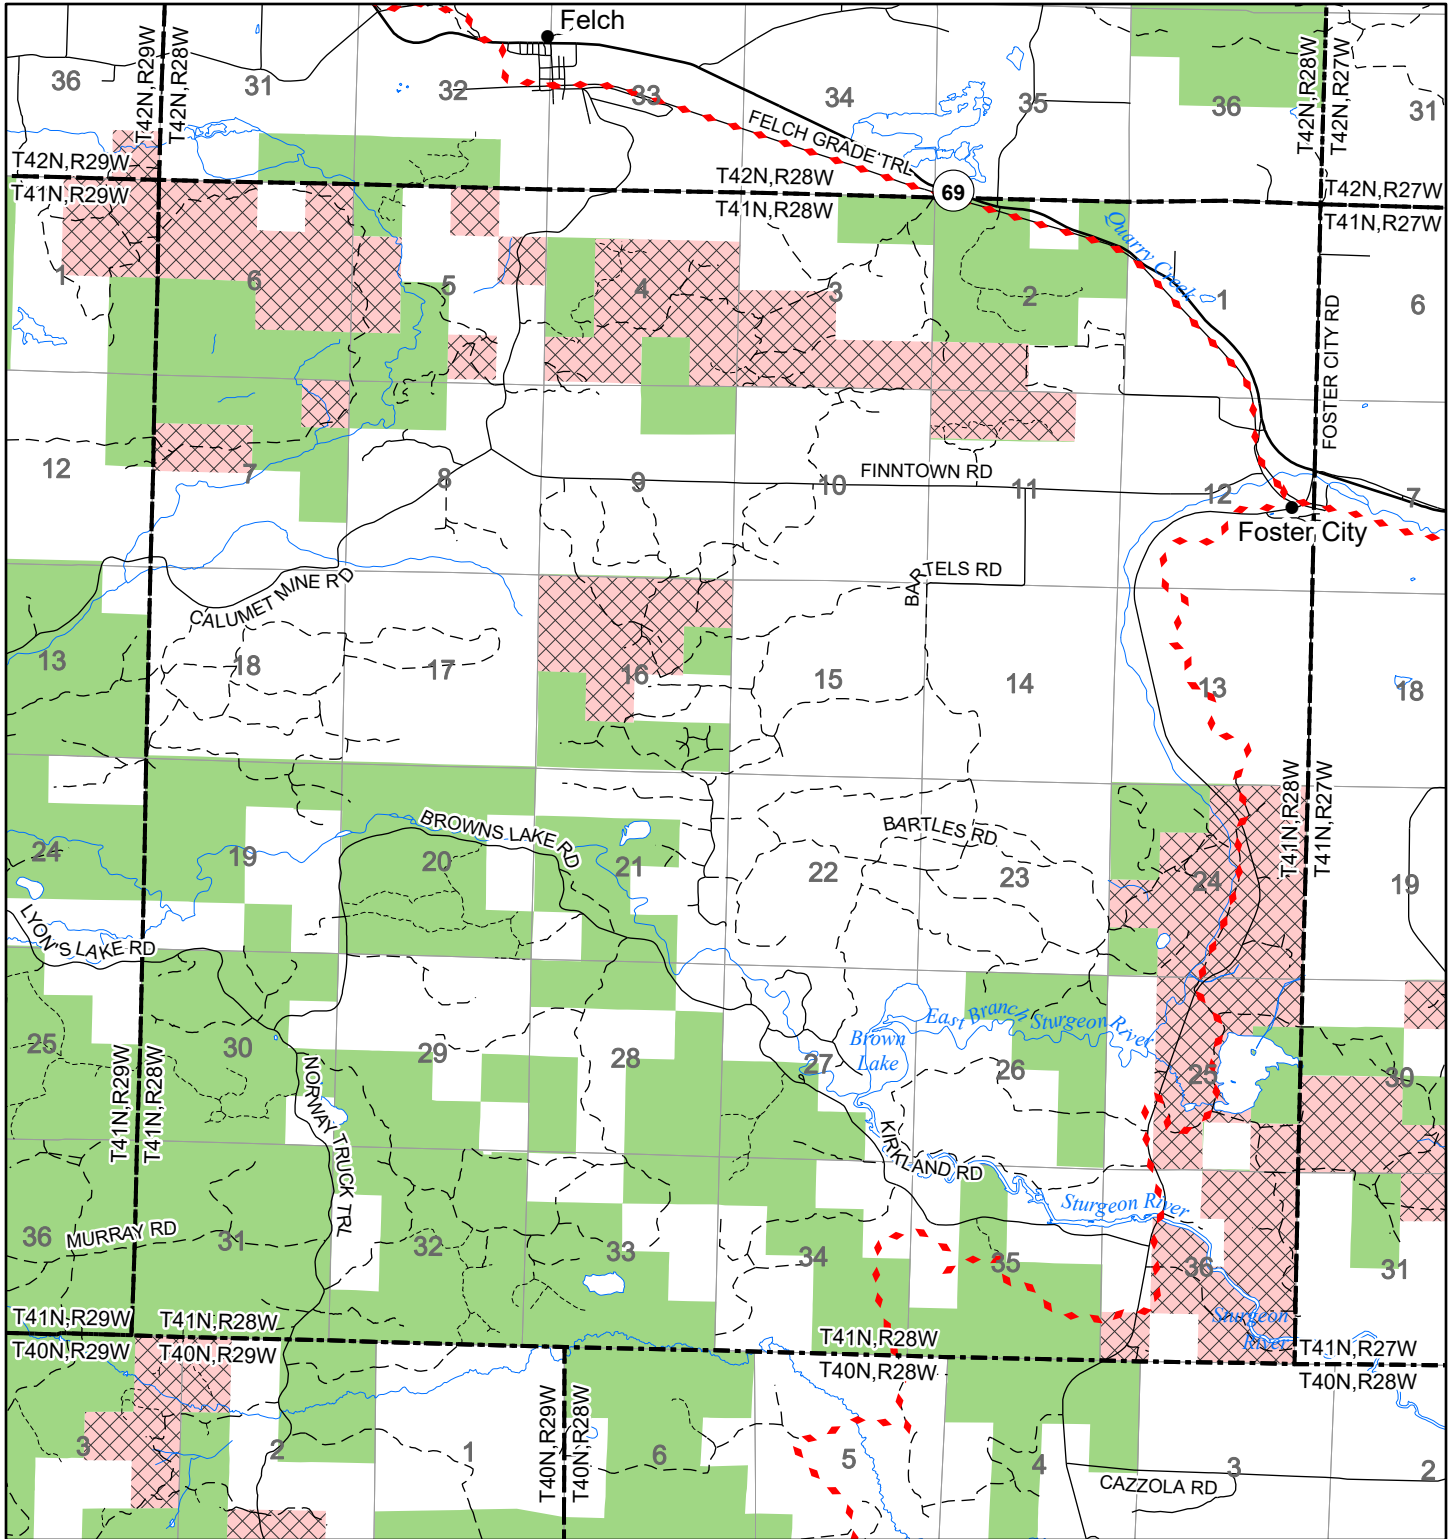 Felch
T42N,R29W
T42N,R28W
T42N,R28W
T42N,R27W
36
31
32
33
34
35
36
31
FELCH GRADE TRL
T42N,R29W
T41N,R29W
T42N,R28W
T41N,R28W
69
T42N,R27W
T41N,R27W
Quarry Creek
1
6
5
4
3
2
1
6
FOSTER CITY RD
12
7
8
9
10
FINNTOWN RD
11
12
7
Foster City
CALUMET MINE RD
BARTELS RD
13
18
17
16
15
14
13
18
T41N,R28W
T41N,R27W
BROWNS LAKE RD
BARTLES RD
24
19
20
21
22
23
24
19
LYON'S LAKE RD
East Branch Sturgeon River
Brown
Lake
25
30
29
28
27
26
25
30
T41N,R29W
T41N,R28W
NORWAY TRUCK TRL
KIRKLAND RD
Sturgeon River
36
MURRAY RD
31
32
33
34
35
36
31
Sturgeon
River
T41N,R29W
T40N,R29W
T41N,R28W
T40N,R29W
T41N,R28W
T40N,R28W
T41N,R27W
T40N,R28W
T40N,R29W
T40N,R28W
3
2
1
6
5
4
3
2
CAZZOLA RD